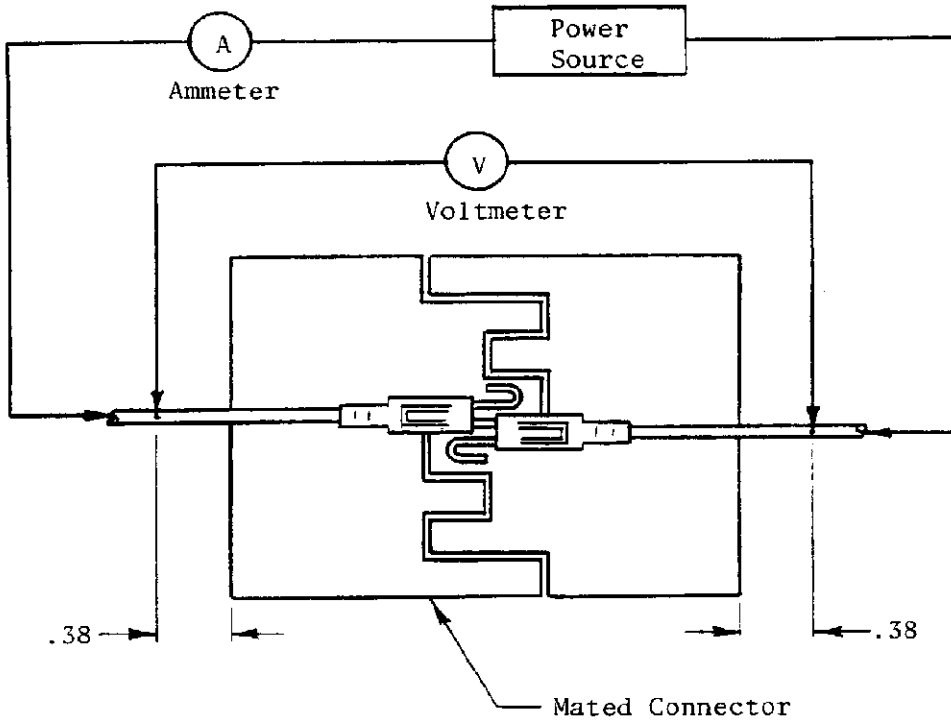 Power
Source
A
Ammeter
V
Voltmeter
.38
.38
Mated Connector